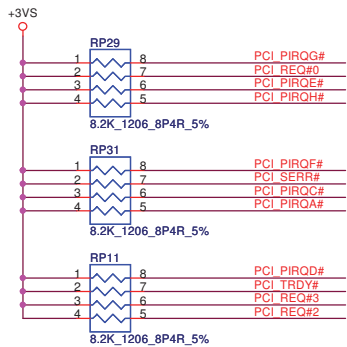 +3VS
RP29
1 8 PCI_PIRQG#
2 7 PCI_REQ#0
3 6 PCI_PIRQE#
4 5 PCI_PIRQH#
8.2K_1206_8P4R_5%
RP31
1 8 PCI_PIRQF#
2 7 PCI_SERR#
3 6 PCI_PIRQC#
4 5 PCI_PIRQA#
8.2K_1206_8P4R_5%
RP11
1 8 PCI_PIRQD#
2 7 PCI_TRDY#
3 6 PCI_REQ#3
4 5 PCI_REQ#2
8.2K_1206_8P4R_5%